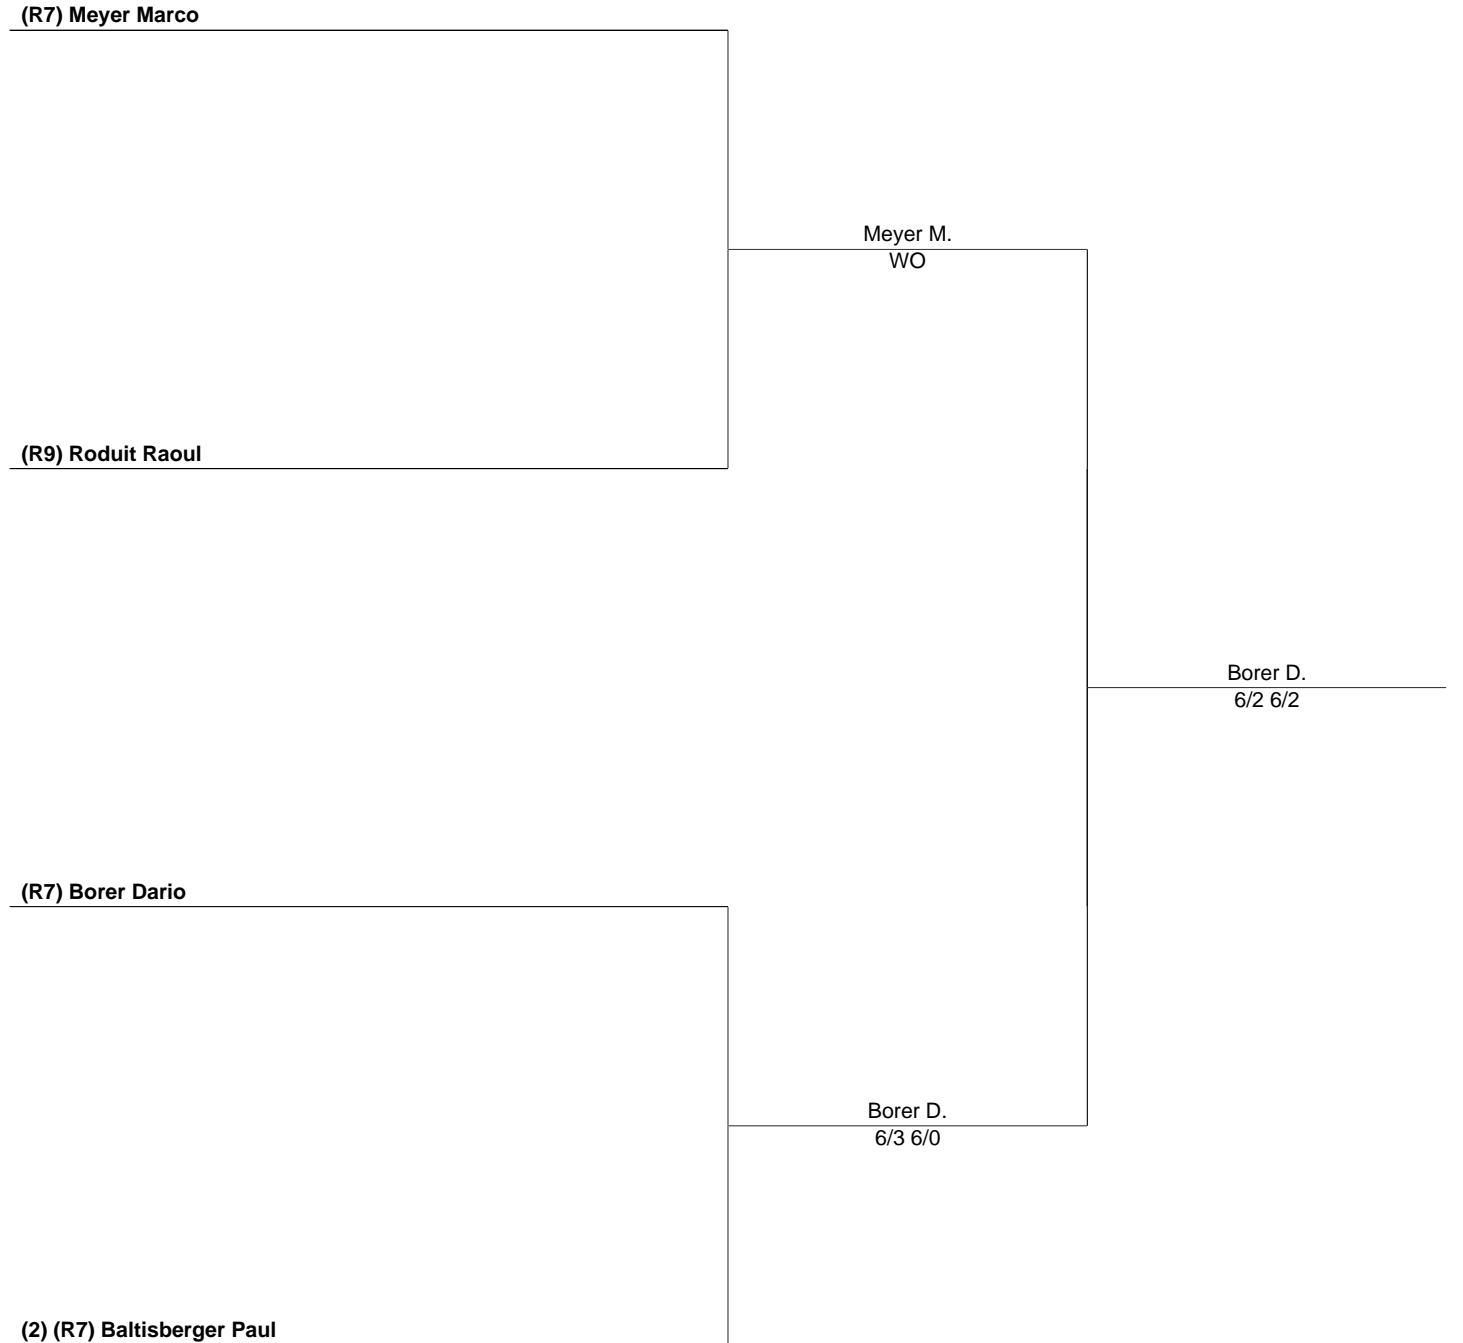 (R7) Meyer Marco
Meyer M.
WO
(R9) Roduit Raoul
Borer D.
6/2 6/2
(R7) Borer Dario
Borer D.
6/3 6/0
(2) (R7) Baltisberger Paul